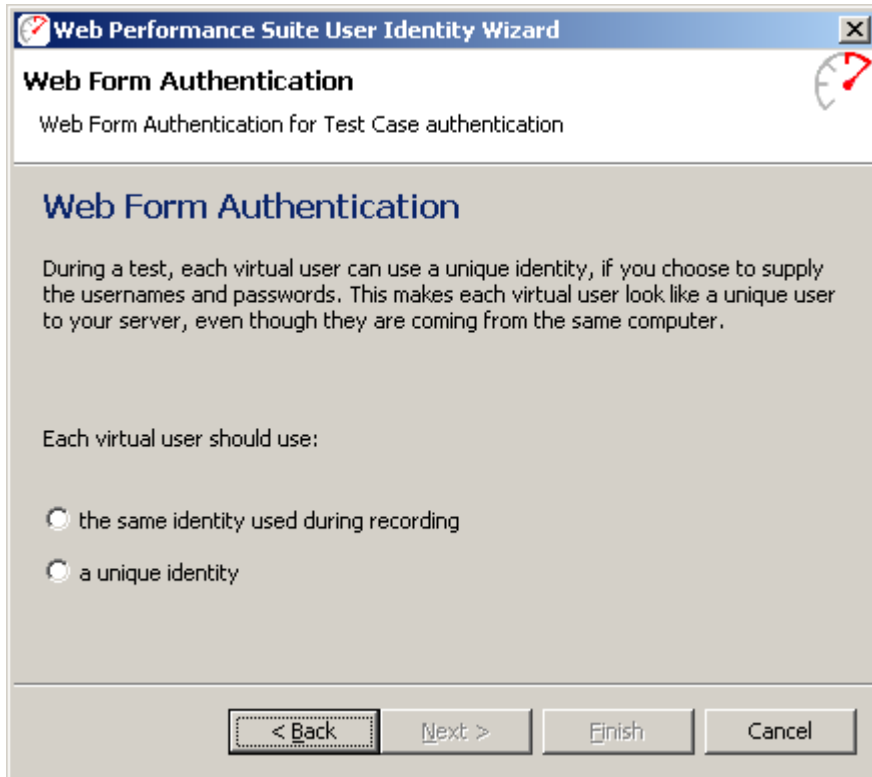 Web Performance Suite User Identity Wizard
Web Form Authentication
Web Form Authentication for Test Case authentication
Web Form Authentication
During a test, each virtual user can use a unique identity, if you choose to supply
the usernames and passwords. This makes each virtual user look like a unique user
to your server, even though they are coming from the same computer.
Each virtual user should use:
the same identity used during recording
a unique identity
< Back Next > Finish Cancel